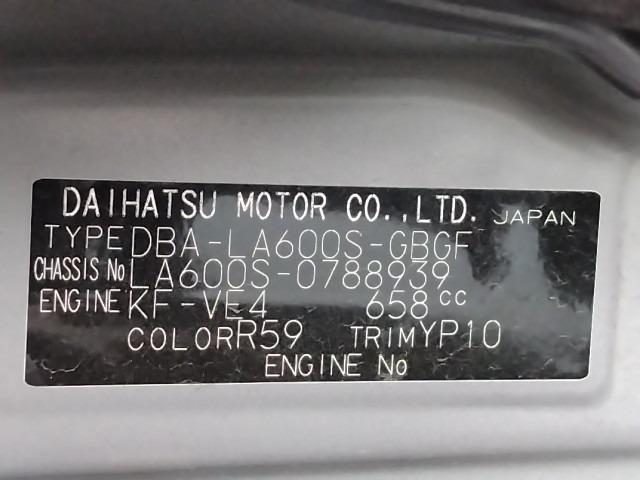 DAIHATSU MOTOR CO.,LTD. JAPAN
TYPE DBA-LA600S-GBGF
CHASSIS No LA600S-0788939
ENGINE KF-VE4 658 cc
COLOR R59 TRIM YP10
ENGINE No